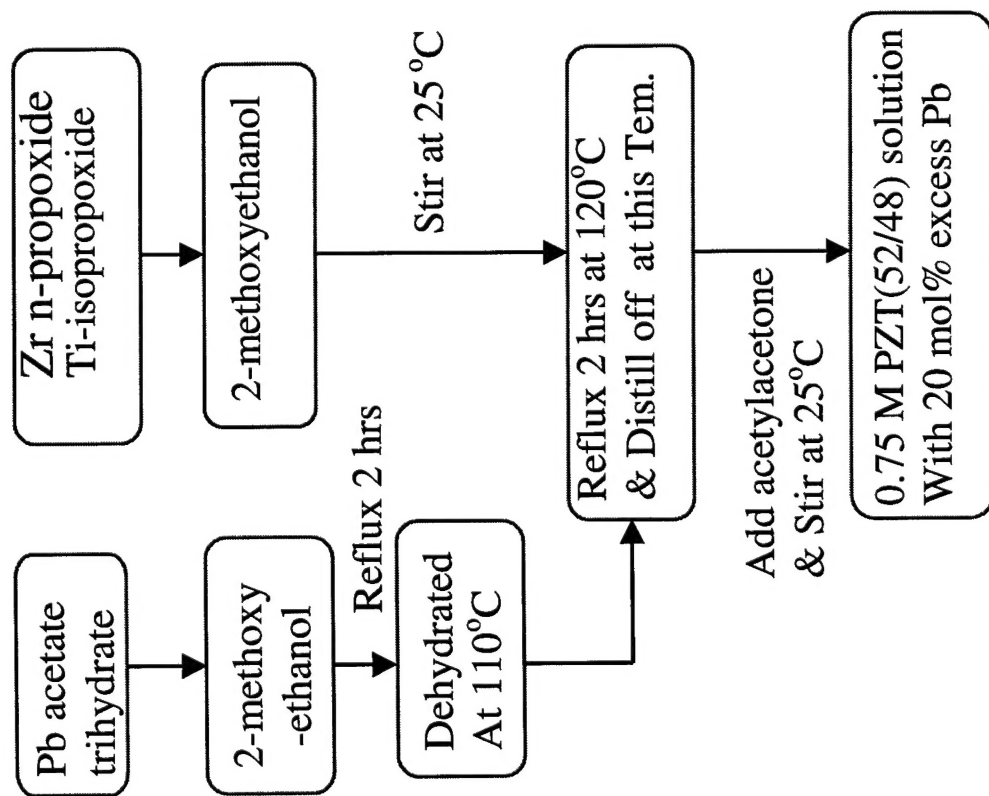 Pb acetate
trihydrate
2-methoxy
-ethanol
Reflux 2 hrs
Dehydrated
At 110°C
Zr n-propoxide
Ti-isopropoxide
2-methoxyethanol
Stir at 25°C
Reflux 2 hrs at 120°C
& Distill off at this Tem.
Add acetylacetone
& Stir at 25°C
0.75 M PZT(52/48) solution
With 20 mol% excess Pb